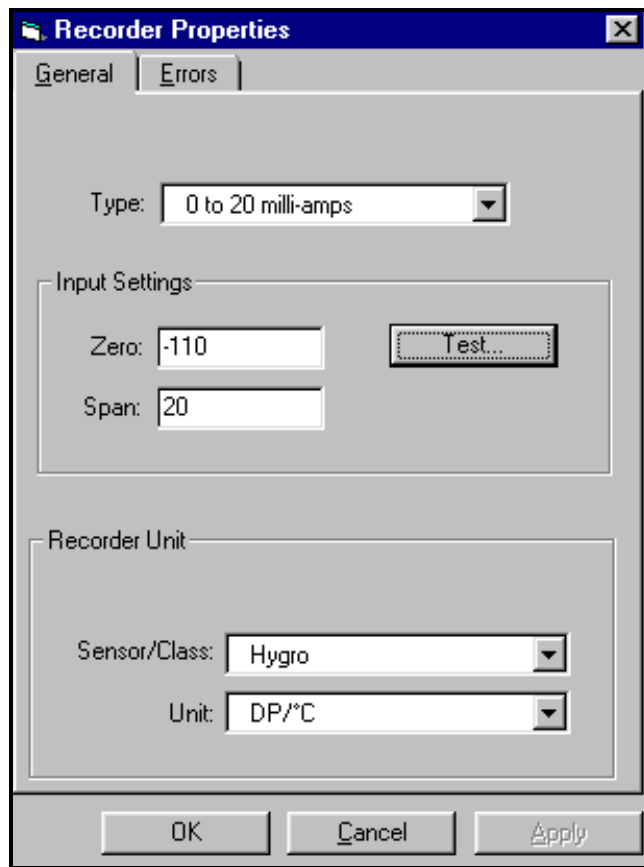 Recorder Properties
General Errors
Type: 0 to 20 milli-amps
Input Settings
Zero: -110 Test...
Span: 20
Recorder Unit
Sensor/Class: Hygro
Unit: DP/°C
OK Cancel Apply